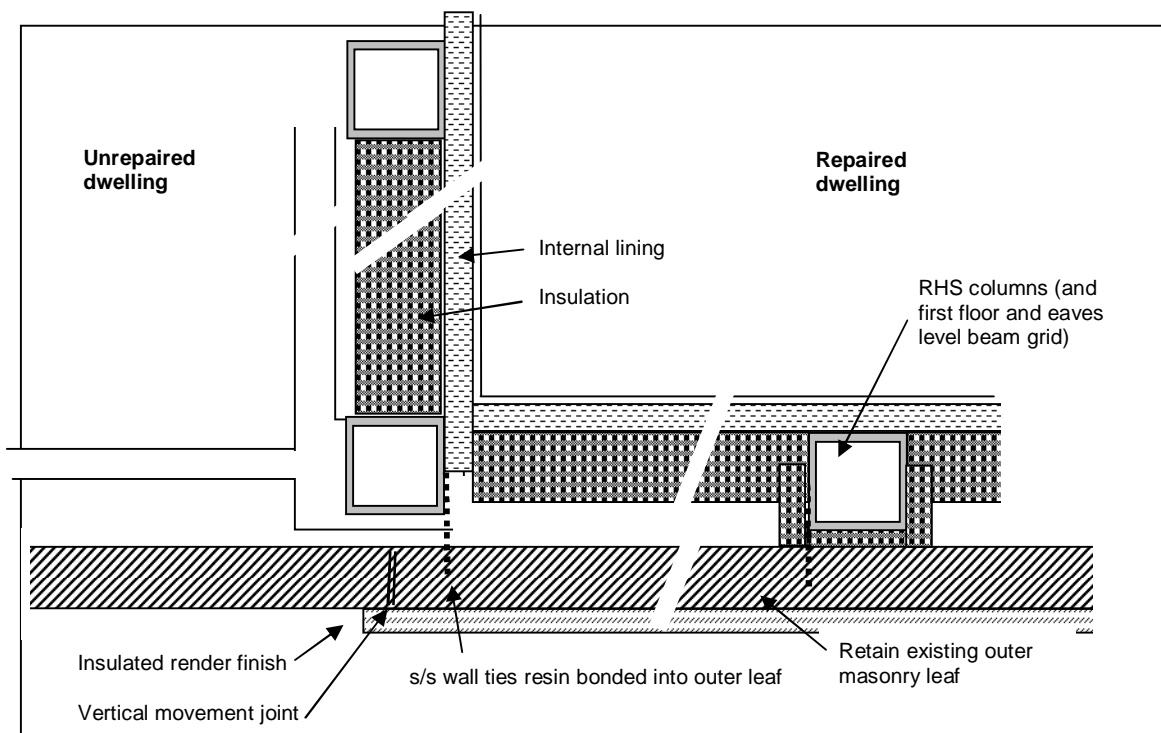 Unrepaired
dwelling
Repaired
dwelling
Internal lining
Insulation
RHS columns (and
first floor and eaves
level beam grid)
Insulated render finish
Vertical movement joint
s/s wall ties resin bonded into outer leaf
Retain existing outer
masonry leaf